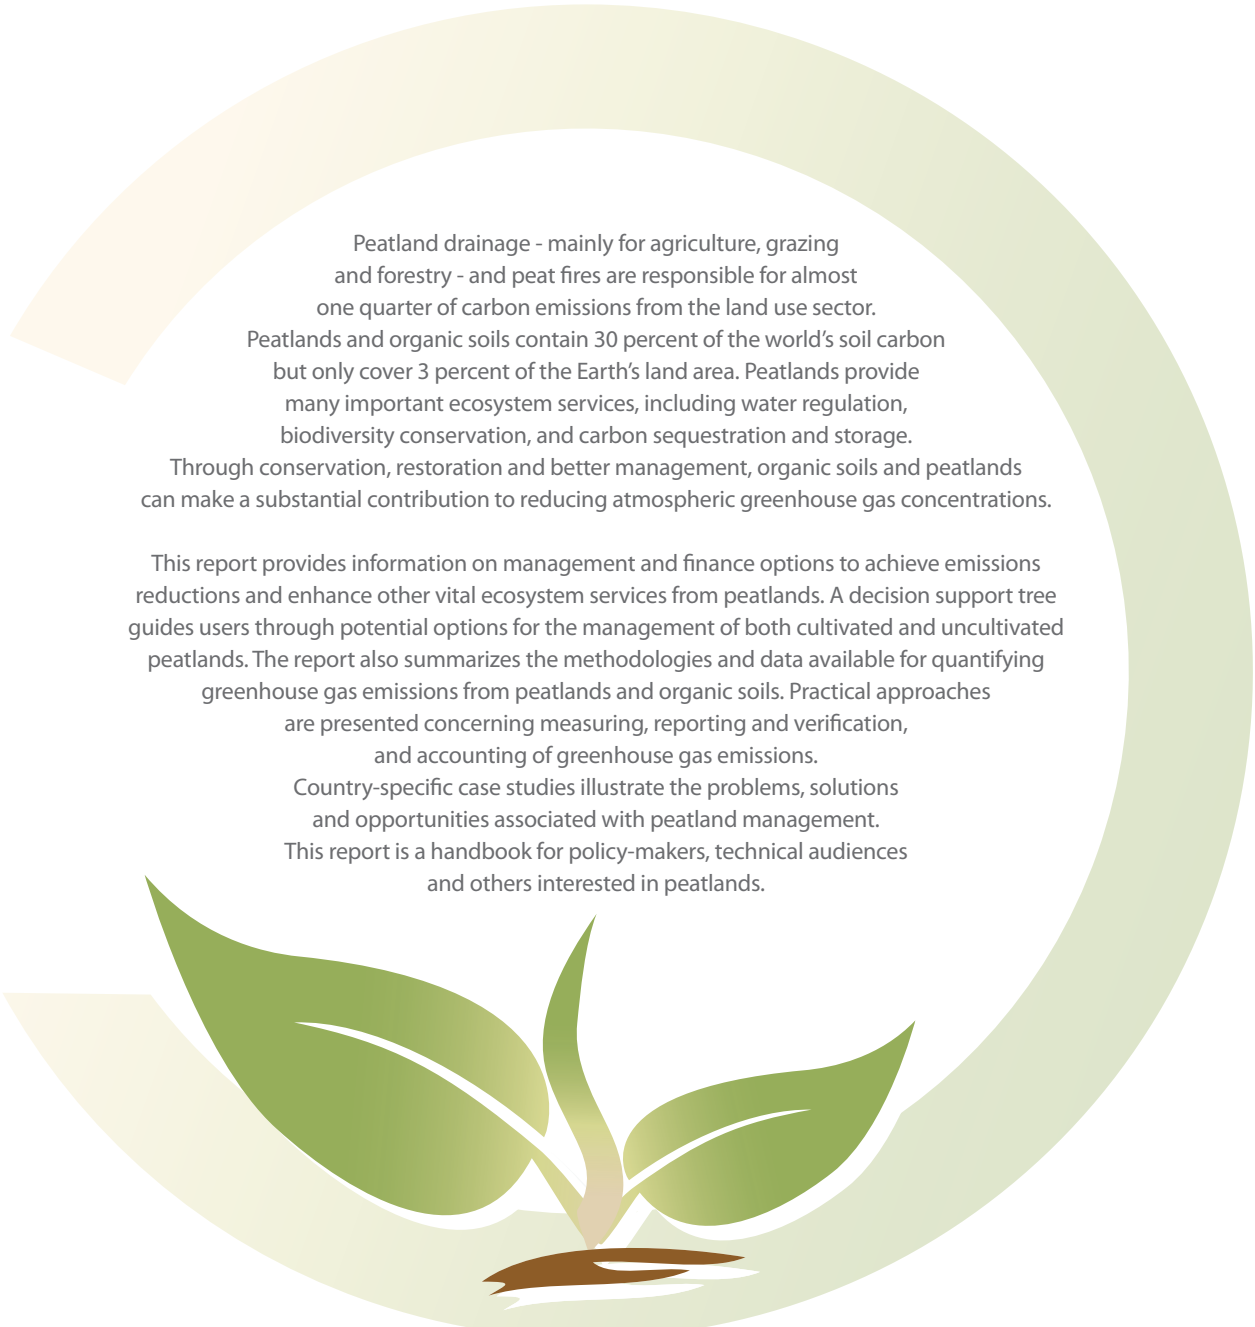 Peatland drainage - mainly for agriculture, grazing
and forestry - and peat fires are responsible for almost
one quarter of carbon emissions from the land use sector.
Peatlands and organic soils contain 30 percent of the world’s soil carbon
but only cover 3 percent of the Earth’s land area. Peatlands provide
many important ecosystem services, including water regulation,
biodiversity conservation, and carbon sequestration and storage.
Through conservation, restoration and better management, organic soils and peatlands
can make a substantial contribution to reducing atmospheric greenhouse gas concentrations.
This report provides information on management and finance options to achieve emissions
reductions and enhance other vital ecosystem services from peatlands. A decision support tree
guides users through potential options for the management of both cultivated and uncultivated
peatlands. The report also summarizes the methodologies and data available for quantifying
greenhouse gas emissions from peatlands and organic soils. Practical approaches
are presented concerning measuring, reporting and verification,
and accounting of greenhouse gas emissions.
Country-specific case studies illustrate the problems, solutions
and opportunities associated with peatland management.
This report is a handbook for policy-makers, technical audiences
and others interested in peatlands.